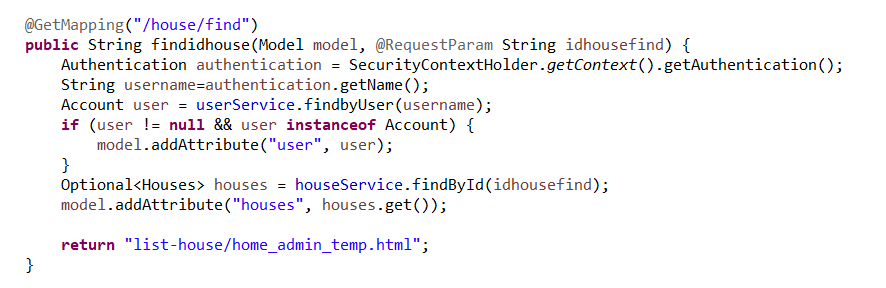 @GetMapping("/house/find")
public String findidhouse(Model model, @RequestParam String idhousefind) {
    Authentication authentication = SecurityContextHolder.getContext().getAuthentication();
    String username=authentication.getName();
    Account user = userService.findbyUser(username);
    if (user != null && user instanceof Account) {
        model.addAttribute("user", user);
    }
    Optional<Houses> houses = houseService.findById(idhousefind);
    model.addAttribute("houses", houses.get());
    return "list-house/home_admin_temp.html";
}